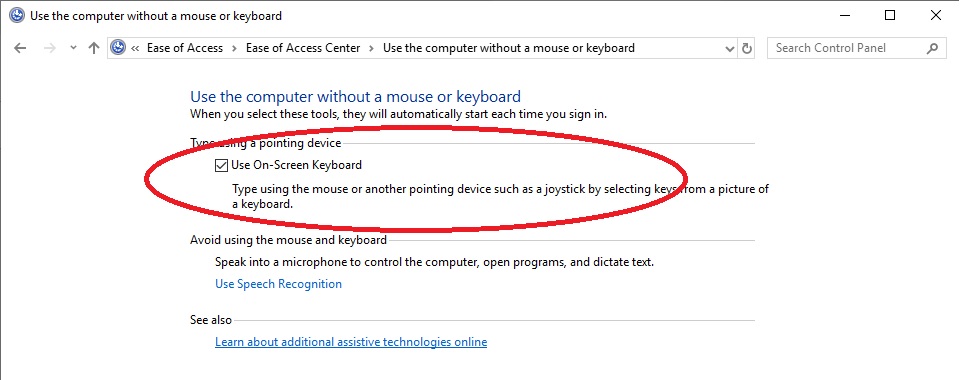 Use the computer without a mouse or keyboard
« Ease of Access > Ease of Access Center > Use the computer without a mouse or keyboard
Search Control Panel
Use the computer without a mouse or keyboard
When you select these tools, they will automatically start each time you sign in.
Type using a pointing device
Use On-Screen Keyboard
Type using the mouse or another pointing device such as a joystick by selecting keys from a picture of
a keyboard.
Avoid using the mouse and keyboard
Speak into a microphone to control the computer, open programs, and dictate text.
Use Speech Recognition
See also
Learn about additional assistive technologies online